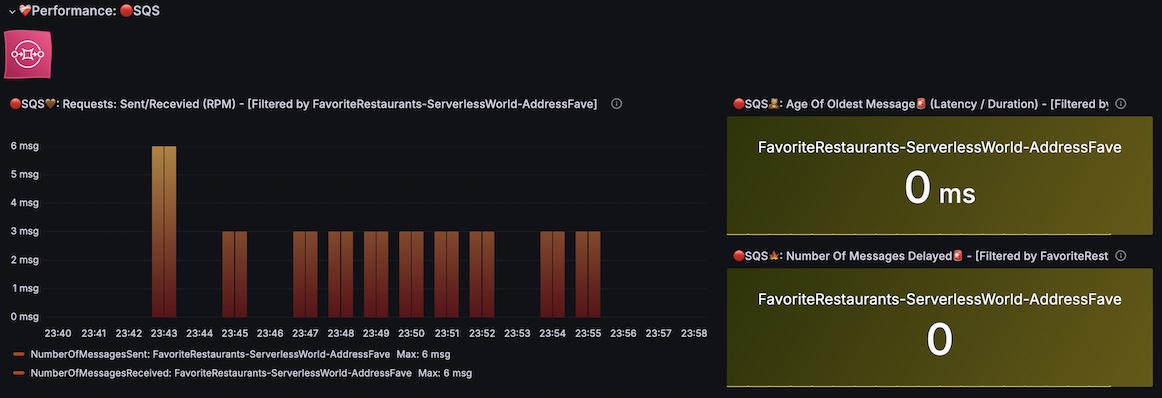 Performance: SQS
SQS: Requests: Sent/Recevied (RPM) - [Filtered by FavoriteRestaurants-ServerlessWorld-AddressFave]
6 msg
5 msg
4 msg
3 msg
2 msg
1 msg
0 msg
23:40 23:41 23:42 23:43 23:44 23:45 23:46 23:47 23:48 23:49 23:50 23:51 23:52 23:53 23:54 23:55 23:56 23:57 23:58
NumberOfMessagesSent: FavoriteRestaurants-ServerlessWorld-AddressFave Max: 6 msg
NumberOfMessagesReceived: FavoriteRestaurants-ServerlessWorld-AddressFave Max: 6 msg
SQS: Age Of Oldest Message (Latency / Duration) - [Filtered by
FavoriteRestaurants-ServerlessWorld-AddressFave
0 ms
SQS: Number Of Messages Delayed - [Filtered by FavoriteRest
FavoriteRestaurants-ServerlessWorld-AddressFave
0